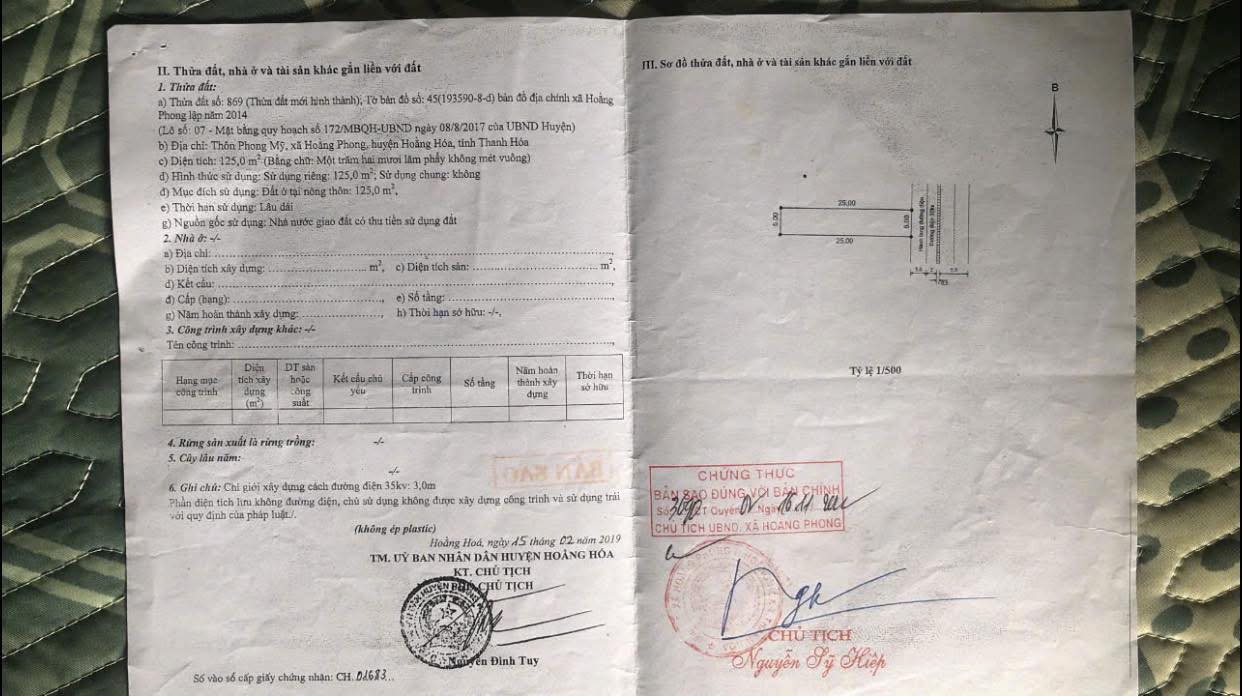 II. Thửa đất, nhà ở và tài sản khác gắn liền với đất
1. Thửa đất:
a) Thửa đất số: 869 (Thửa đất mới hình thành); Tờ bản đồ số: 45(193590-8-d) bản đồ địa chính xã Hoằng
Phong lập năm 2014
(Lô số: 07 - Mặt bằng quy hoạch số 172/MBQH-UBND ngày 08/8/2017 của UBND Huyện)
b) Địa chỉ: Thôn Phong Mỹ, xã Hoằng Phong, huyện Hoằng Hóa, tỉnh Thanh Hóa
c) Diện tích: 125,0 m² (Bằng chữ: Một trăm hai mươi lăm phẩy không mét vuông)
d) Hình thức sử dụng: Sử dụng riêng: 125,0 m²; Sử dụng chung: không
đ) Mục đích sử dụng: Đất ở tại nông thôn: 125,0 m²,
e) Thời hạn sử dụng: Lâu dài
g) Nguồn gốc sử dụng: Nhà nước giao đất có thu tiền sử dụng đất
2. Nhà ở: -/-
a) Địa chỉ:
b) Diện tích xây dựng: m², c) Diện tích sàn: m²,
d) Kết cấu:
đ) Cấp (hạng): e) Số tầng:
g) Năm hoàn thành xây dựng: h) Thời hạn sở hữu: -/-,
3. Công trình xây dựng khác: -/-
Tên công trình:
Hạng mục công trình Diện tích xây dựng (m²) DT sàn hoặc công suất Kết cấu chủ yếu Cấp công trình Số tầng Năm hoàn thành xây dựng Thời hạn sở hữu
4. Rừng sản xuất là rừng trồng: -/-
5. Cây lâu năm:
-/-
6. Ghi chú: Chỉ giới xây dựng cách đường điện 35kv: 3,0m
Phần diện tích lưu không đường điện, chủ sử dụng không được xây dựng công trình và sử dụng trái
với quy định của pháp luật./.
(không ép plastic)
Hoằng Hoá, ngày 15 tháng 02 năm 2019
TM. UỶ BAN NHÂN DÂN HUYỆN HOẰNG HÓA
KT. CHỦ TỊCH
PHÓ CHỦ TỊCH
Nguyễn Đình Tuy
Số vào sổ cấp giấy chứng nhận: CH. 01683
BẢN SAO
III. Sơ đồ thửa đất, nhà ở và tài sản khác gắn liền với đất
B
25,00
5,00
5,00
25,00
Tỷ lệ 1/500
CHỨNG THỰC
BẢN SAO ĐÚNG VỚI BẢN CHÍNH
Số CT Quyển Ngày 16.11
CHỦ TỊCH UBND. XÃ HOẰNG PHONG
CHỦ TỊCH
Nguyễn Sỹ Hiệp